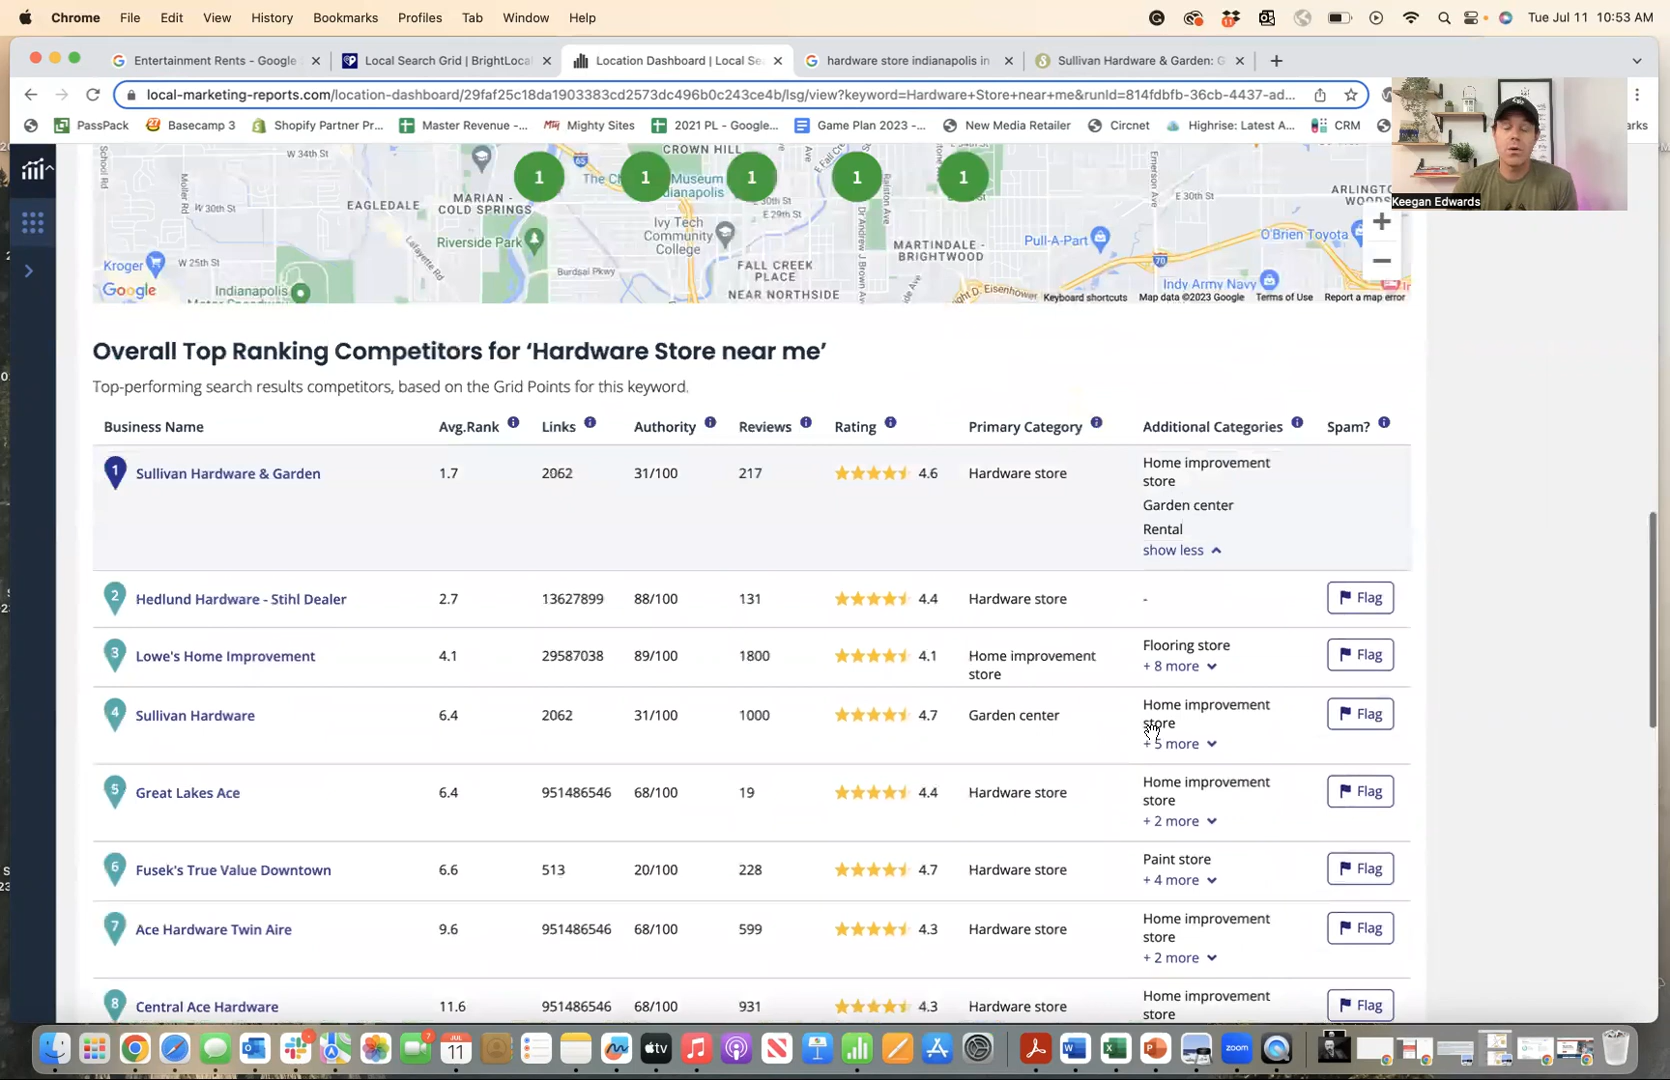 Chrome File Edit View History Bookmarks Profiles Tab Window Help
Tue Jul 11 10:53 AM
Entertainment Rents - Google
Local Search Grid | BrightLocal
Location Dashboard | Local Se
hardware store indianapolis in
Sullivan Hardware & Garden: G
local-marketing-reports.com/location-dashboard/29faf25c18da1903383cd2573dc496b0c243ce4b/lsg/view?keyword=Hardware+Store+near+me&runId=814fdbfb-36cb-4437-ad...
PassPack
Basecamp 3
Shopify Partner Pr...
Master Revenue -...
Mighty Sites
2021 PL - Google...
Game Plan 2023 -...
New Media Retailer
Circnet
Highrise: Latest A...
CRM
Keegan Edwards
W 34th St
CROWN HILL
1 1 1 1 1
Museum
Indianapolis
MARIAN -
COLD SPRINGS
EAGLEDALE
W 30th St
E 30th St
E 29th St
Ivy Tech
Community
College
Riverside Park
MARTINDALE -
BRIGHTWOOD
Pull-A-Part
O'Brien Toyota
Kroger
W 25th St
Burdsal Pkwy
FALL CREEK
PLACE
NEAR NORTHSIDE
Indy Army Navy
Google
Indianapolis
Keyboard shortcuts
Map data ©2023 Google
Terms of Use
Report a map error
Overall Top Ranking Competitors for ‘Hardware Store near me’
Top-performing search results competitors, based on the Grid Points for this keyword.
Business Name Avg.Rank Links Authority Reviews Rating Primary Category Additional Categories Spam?
1 Sullivan Hardware & Garden 1.7 2062 31/100 217 4.6 Hardware store Home improvement
store
Garden center
Rental
show less
2 Hedlund Hardware - Stihl Dealer 2.7 13627899 88/100 131 4.4 Hardware store - Flag
3 Lowe's Home Improvement 4.1 29587038 89/100 1800 4.1 Home improvement
store Flooring store
+ 8 more Flag
4 Sullivan Hardware 6.4 2062 31/100 1000 4.7 Garden center Home improvement
store
+ 5 more Flag
5 Great Lakes Ace 6.4 951486546 68/100 19 4.4 Hardware store Home improvement
store
+ 2 more Flag
6 Fusek's True Value Downtown 6.6 513 20/100 228 4.7 Hardware store Paint store
+ 4 more Flag
7 Ace Hardware Twin Aire 9.6 951486546 68/100 599 4.3 Hardware store Home improvement
store
+ 2 more Flag
8 Central Ace Hardware 11.6 951486546 68/100 931 4.3 Hardware store Home improvement
store Flag